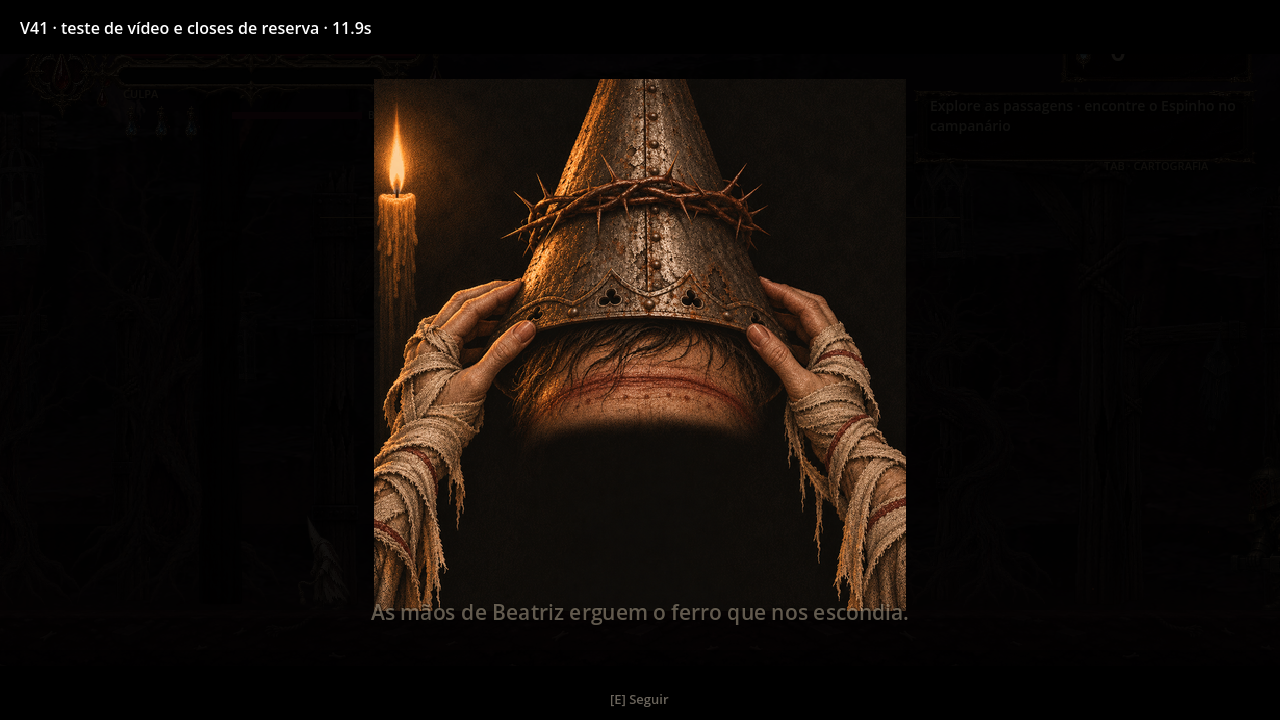 V41 · teste de vídeo e closes de reserva · 11.9s
CULPA
Explore as passagens · encontre o Espinho no
campanário
TAB · CARTOGRAFIA
As mãos de Beatriz erguem o ferro que nos escondia.
[E] Seguir